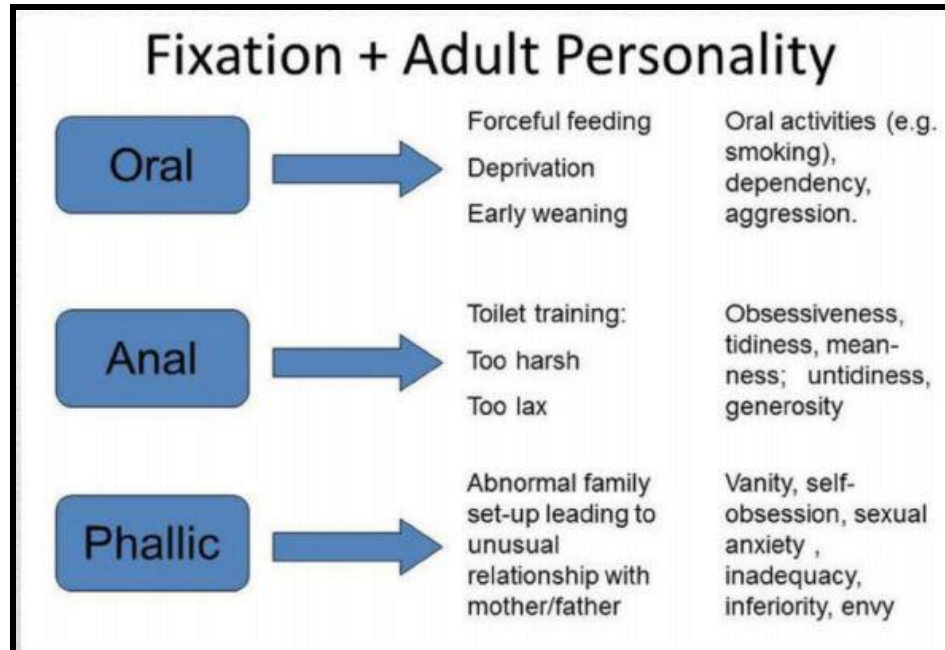 Fixation + Adult Personality
Oral
Forceful feeding
Deprivation
Early weaning
Oral activities (e.g.
smoking),
dependency,
aggression.
Anal
Toilet training:
Too harsh
Too lax
Obsessiveness,
tidiness, mean-
ness; untidiness,
generosity
Phallic
Abnormal family
set-up leading to
unusual
relationship with
mother/father
Vanity, self-
obsession, sexual
anxiety ,
inadequacy,
inferiority, envy